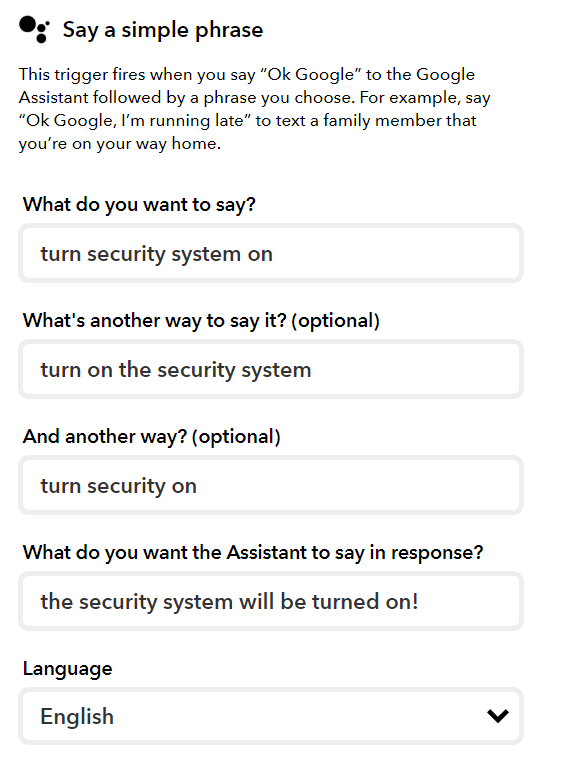 Say a simple phrase
This trigger fires when you say “Ok Google” to the Google
Assistant followed by a phrase you choose. For example, say
“Ok Google, I’m running late” to text a family member that
you’re on your way home.
What do you want to say?
turn security system on
What's another way to say it? (optional)
turn on the security system
And another way? (optional)
turn security on
What do you want the Assistant to say in response?
the security system will be turned on!
Language
English